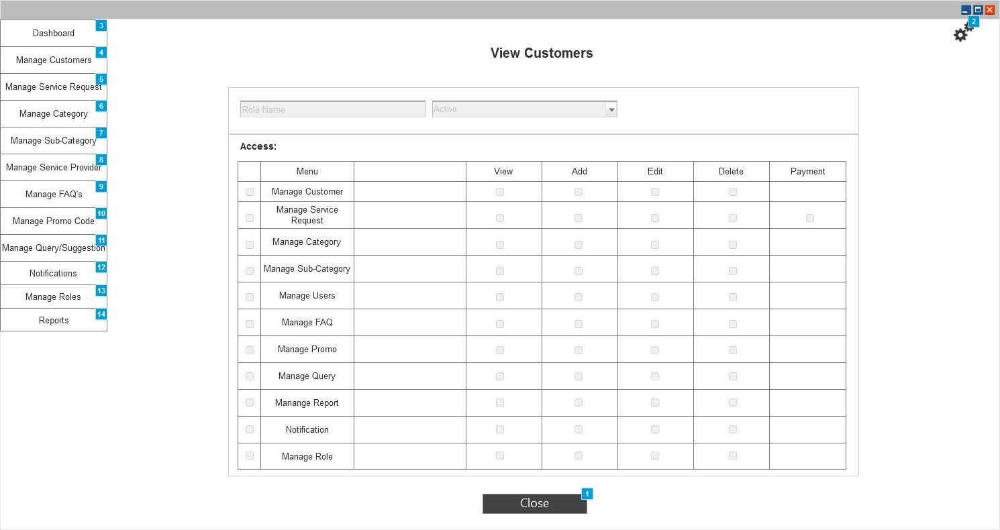 2
Dashboard 3
Manage Customers 4
Manage Service Request 5
Manage Category 6
Manage Sub-Category 7
Manage Service Provider 8
Manage FAQ's 9
Manage Promo Code 10
Manage Query/Suggestion 11
Notifications 12
Manage Roles 13
Reports 14
View Customers
Role Name Active
Access:
Menu View Add Edit Delete Payment
Manage Customer
Manage Service
Request
Manage Category
Manage Sub-Category
Manage Users
Manage FAQ
Manage Promo
Manage Query
Manange Report
Notification
Manage Role
Close 1